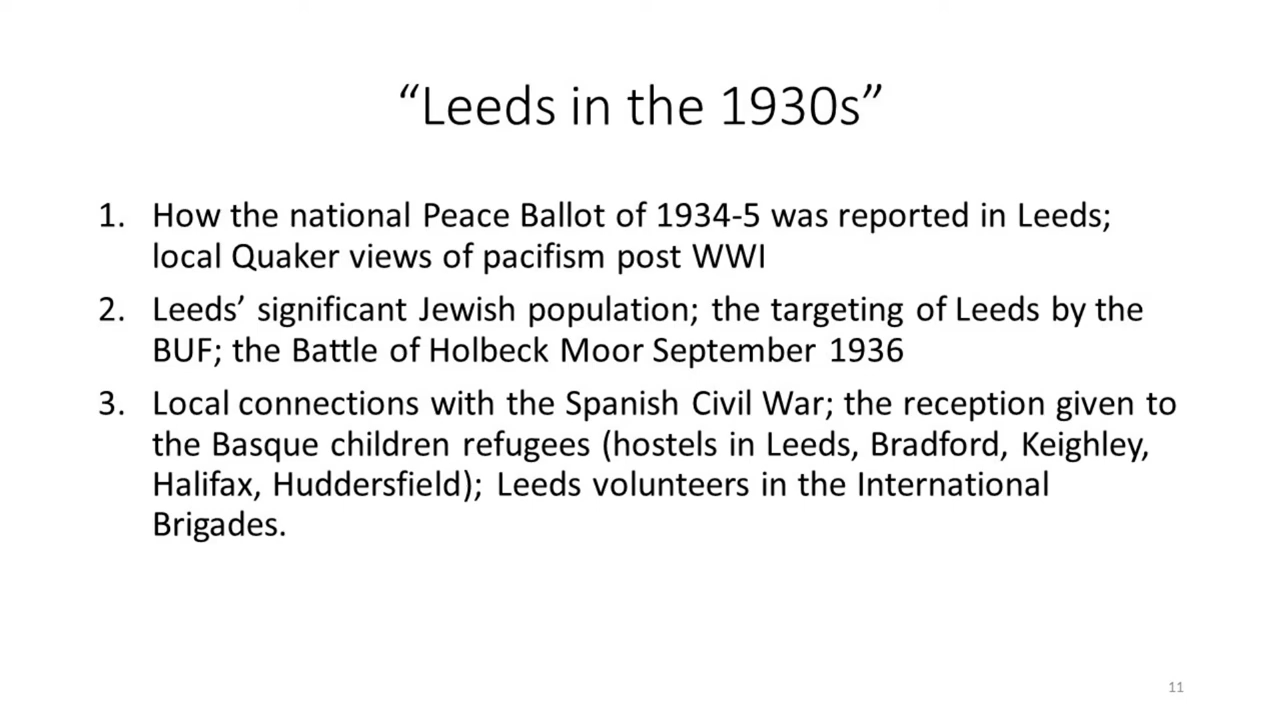 “Leeds in the 1930s”
1. How the national Peace Ballot of 1934-5 was reported in Leeds;
local Quaker views of pacifism post WWI
2. Leeds’ significant Jewish population; the targeting of Leeds by the
BUF; the Battle of Holbeck Moor September 1936
3. Local connections with the Spanish Civil War; the reception given to
the Basque children refugees (hostels in Leeds, Bradford, Keighley,
Halifax, Huddersfield); Leeds volunteers in the International
Brigades.
11